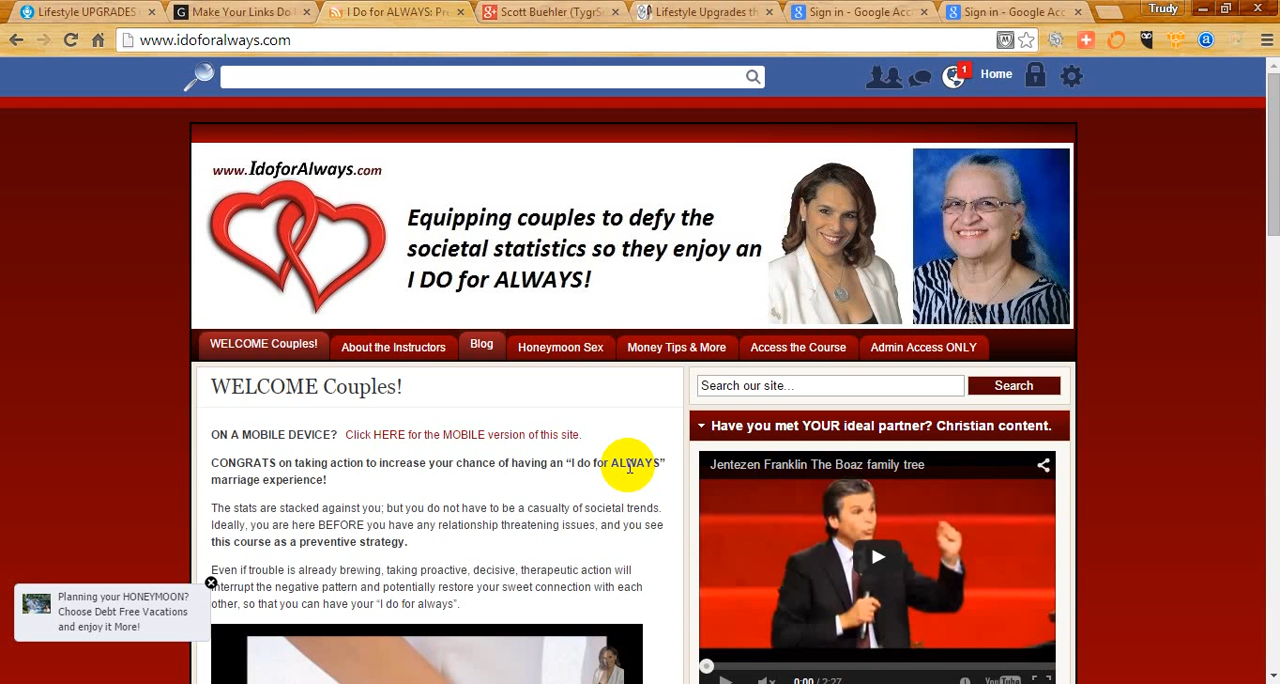 Lifestyle UPGRADES
Make Your Links Do
I Do for ALWAYS: Pr
Scott Buehler (TygrS
Lifestyle Upgrades th
Sign in - Google Acc
Sign in - Google Acc
Trudy
www.idoforalways.com
1
Home
www.IdoforAlways.com
Equipping couples to defy the
societal statistics so they enjoy an
I DO for ALWAYS!
WELCOME Couples!
About the Instructors
Blog
Honeymoon Sex
Money Tips & More
Access the Course
Admin Access ONLY
WELCOME Couples!
ON A MOBILE DEVICE? Click HERE for the MOBILE version of this site.
CONGRATS on taking action to increase your chance of having an “I do for ALWAYS”
marriage experience!
The stats are stacked against you; but you do not have to be a casualty of societal trends.
Ideally, you are here BEFORE you have any relationship threatening issues, and you see
this course as a preventive strategy.
Even if trouble is already brewing, taking proactive, decisive, therapeutic action will
interrupt the negative pattern and potentially restore your sweet connection with each
other, so that you can have your “I do for always”.
Search our site...
Search
Have you met YOUR ideal partner? Christian content.
Jentezen Franklin The Boaz family tree
0:00 / 2:27
YouTube
Planning your HONEYMOON?
Choose Debt Free Vacations
and enjoy it More!